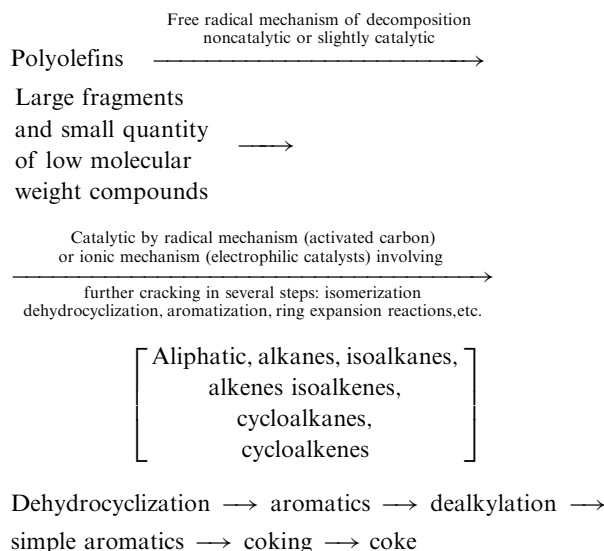 Free radical mechanism of decomposition
noncatalytic or slightly catalytic
Polyolefins ⟶
Large fragments
and small quantity
of low molecular ⟶
weight compounds
Catalytic by radical mechanism (activated carbon)
or ionic mechanism (electrophilic catalysts) involving
⟶
further cracking in several steps: isomerization
dehydrocyclization, aromatization, ring expansion reactions,etc.
Aliphatic, alkanes, isoalkanes,
alkenes isoalkenes,
cycloalkanes,
cycloalkenes
Dehydrocyclization ⟶ aromatics ⟶ dealkylation ⟶
simple aromatics ⟶ coking ⟶ coke